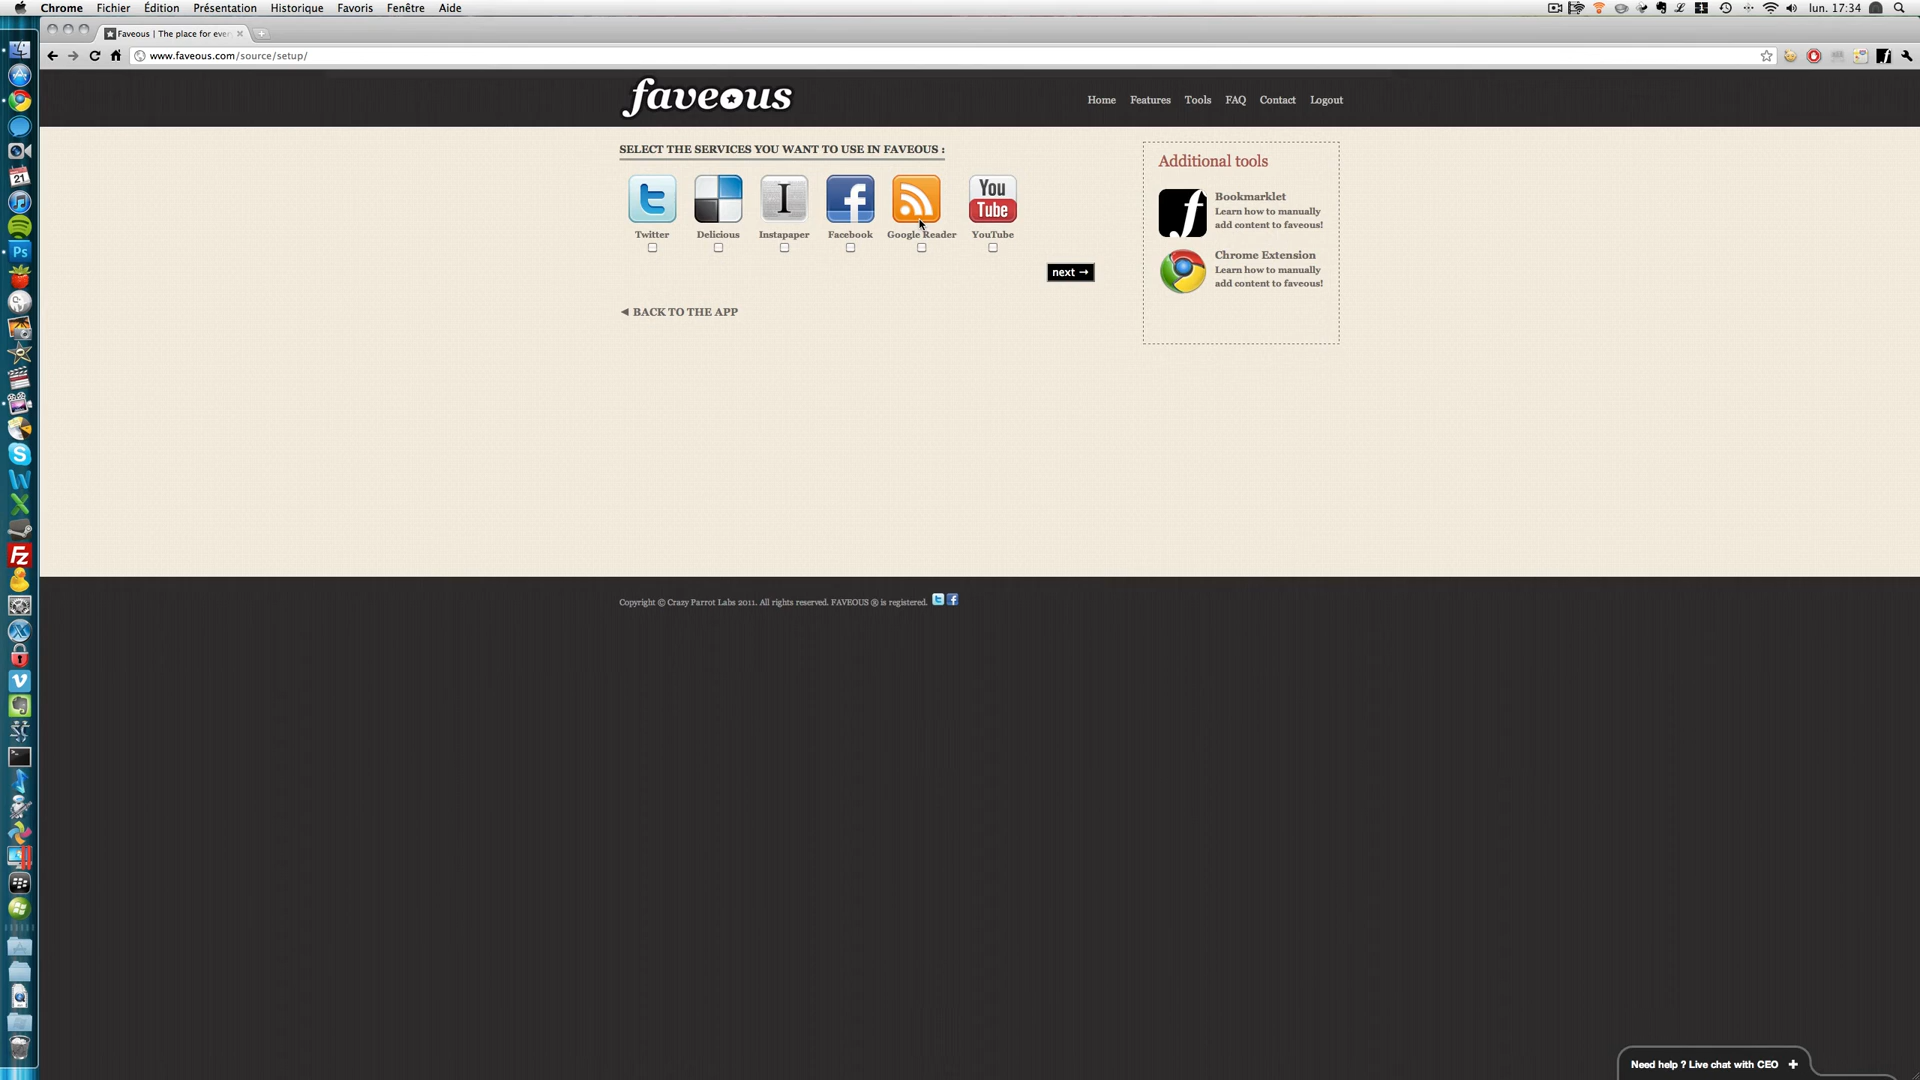 Chrome Fichier Édition Présentation Historique Favoris Fenêtre Aide lun. 17:34
Faveous | The place for ever
www.faveous.com/source/setup/
faveous
Home Features Tools FAQ Contact Logout
SELECT THE SERVICES YOU WANT TO USE IN FAVEOUS :
You
Tube
Twitter Delicious Instapaper Facebook Google Reader YouTube
next →
◄ BACK TO THE APP
Additional tools
Bookmarklet
Learn how to manually
add content to faveous!
Chrome Extension
Learn how to manually
add content to faveous!
Copyright © Crazy Parrot Labs 2011. All rights reserved. FAVEOUS ® is registered.
Need help ? Live chat with CEO +
21
Ps
Fz